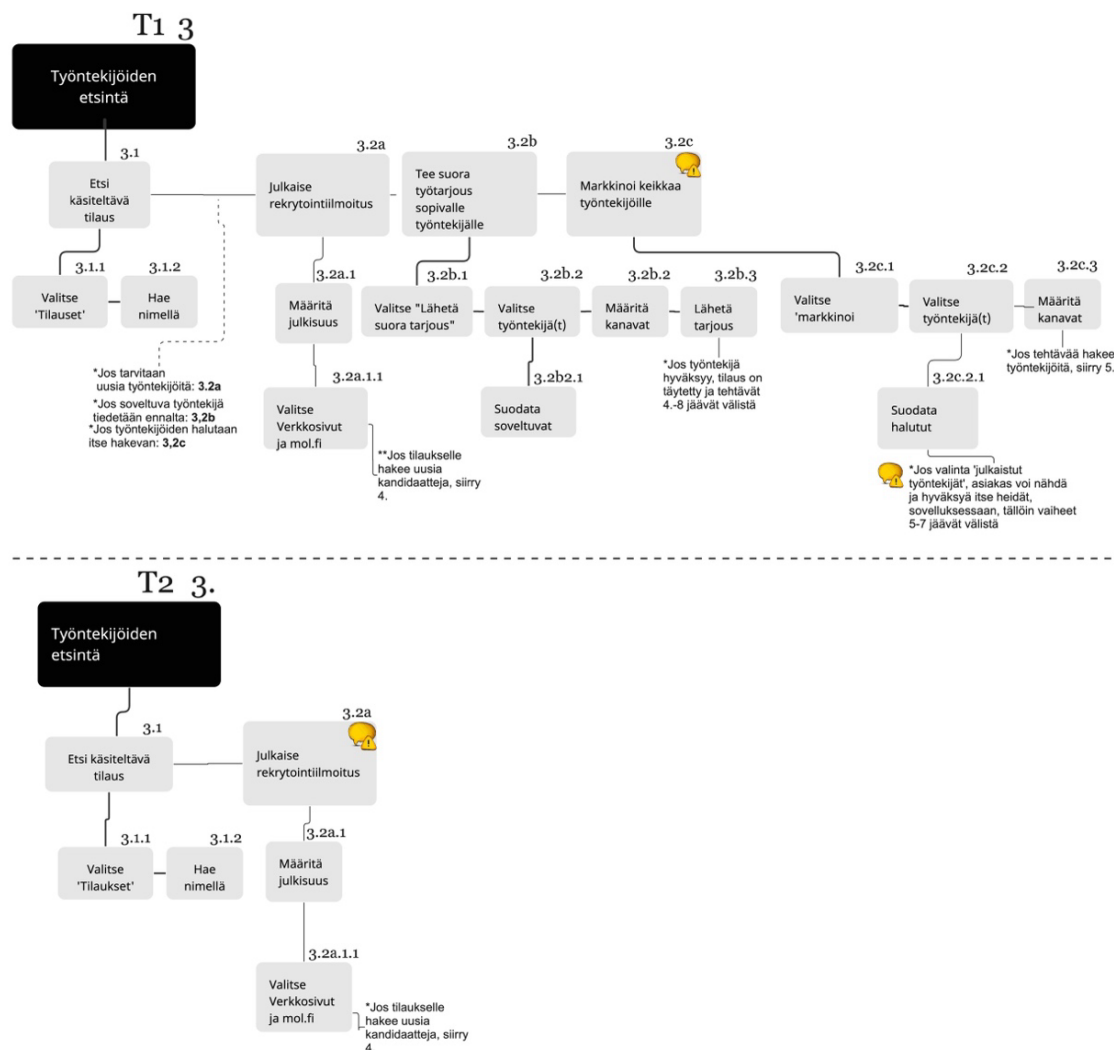 T1 3
Työntekijöiden
etsintä
3.1
Etsi
käsiteltävä
tilaus
3.1.1
Valitse
'Tilauset'
3.1.2
Hae
nimellä
*Jos tarvitaan
uusia työntekijöitä: 3.2a
*Jos soveltuva työntekijä
tiedetään ennalta: 3,2b
*Jos työntekijöiden halutaan
itse hakevan: 3,2c
3.2a
Julkaise
rekrytointiilmoitus
3.2a.1
Määritä
julkisuus
3.2a.1.1
Valitse
Verkkosivut
ja mol.fi
**Jos tilaukselle
hakee uusia
kandidaatteja, siirry
4.
3.2b
Tee suora
työtarjous
sopivalle
työntekijälle
3.2b.1
Valitse "Lähetä
suora tarjous"
3.2b.2
Valitse
työntekijä(t)
3.2b2.1
Suodata
soveltuvat
3.2b.2
Määritä
kanavat
3.2b.3
Lähetä
tarjous
*Jos työntekijä
hyväksyy, tilaus on
täytetty ja tehtävät
4.-8 jäävät välistä
3.2c
Markkinoi keikkaa
työntekijöille
3.2c.1
Valitse
'markkinoi
3.2c.2
Valitse
työntekijä(t)
3.2c.2.1
Suodata
halutut
*Jos valinta 'julkaistut
työntekijät', asiakas voi nähdä
ja hyväksyä itse heidät,
sovelluksessaan, tällöin vaiheet
5-7 jäävät välistä
3.2c.3
Määritä
kanavat
*Jos tehtävää hakee
työntekijöitä, siirry 5.
T2 3.
Työntekijöiden
etsintä
3.1
Etsi käsiteltävä
tilaus
3.1.1
Valitse
'Tilaukset'
3.1.2
Hae
nimellä
3.2a
Julkaise
rekrytointiilmoitus
3.2a.1
Määritä
julkisuus
3.2a.1.1
Valitse
Verkkosivut
ja mol.fi
*Jos tilaukselle
hakee uusia
kandidaatteja, siirry
4.